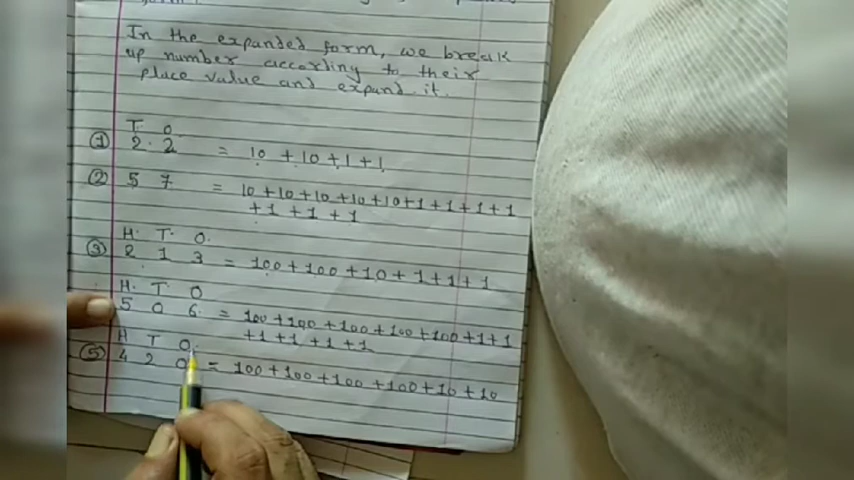 In the expanded form, we break
up number according to their
place value and expand it.
T. O
① 2. 2 = 10 + 10 + 1 + 1
② 5 7 = 10 + 10 + 10 + 10 + 10 + 1 + 1 + 1 + 1
+ 1 + 1 + 1
H. T. O.
③ 2 1 3 = 100 + 100 + 10 + 1 + 1 + 1
H. T. O
5 0 6 = 100 + 100 + 100 + 100 + 100 + 1 + 1
+ 1 + 1 + 1 + 1
H T O.
⑤ 4 2 0 = 100 + 100 + 100 + 100 + 10 + 10